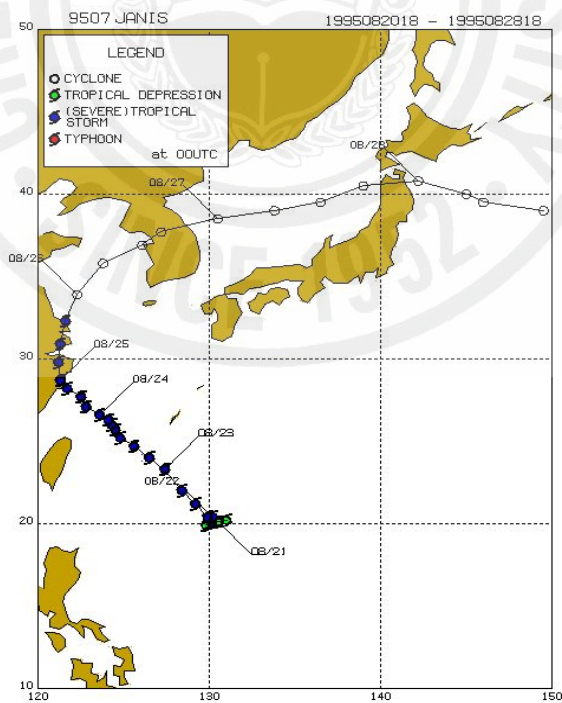 9507 JANIS 1995082018 - 1995082818
50
LEGEND
CYCLONE
TROPICAL DEPRESSION
(SEVERE)TROPICAL
STORM
TYPHOON
at 00UTC
08/28
08/27
40
08/26
08/25
30
08/24
08/23
08/22
20
08/21
10
120 130 140 150
SINCE 1952